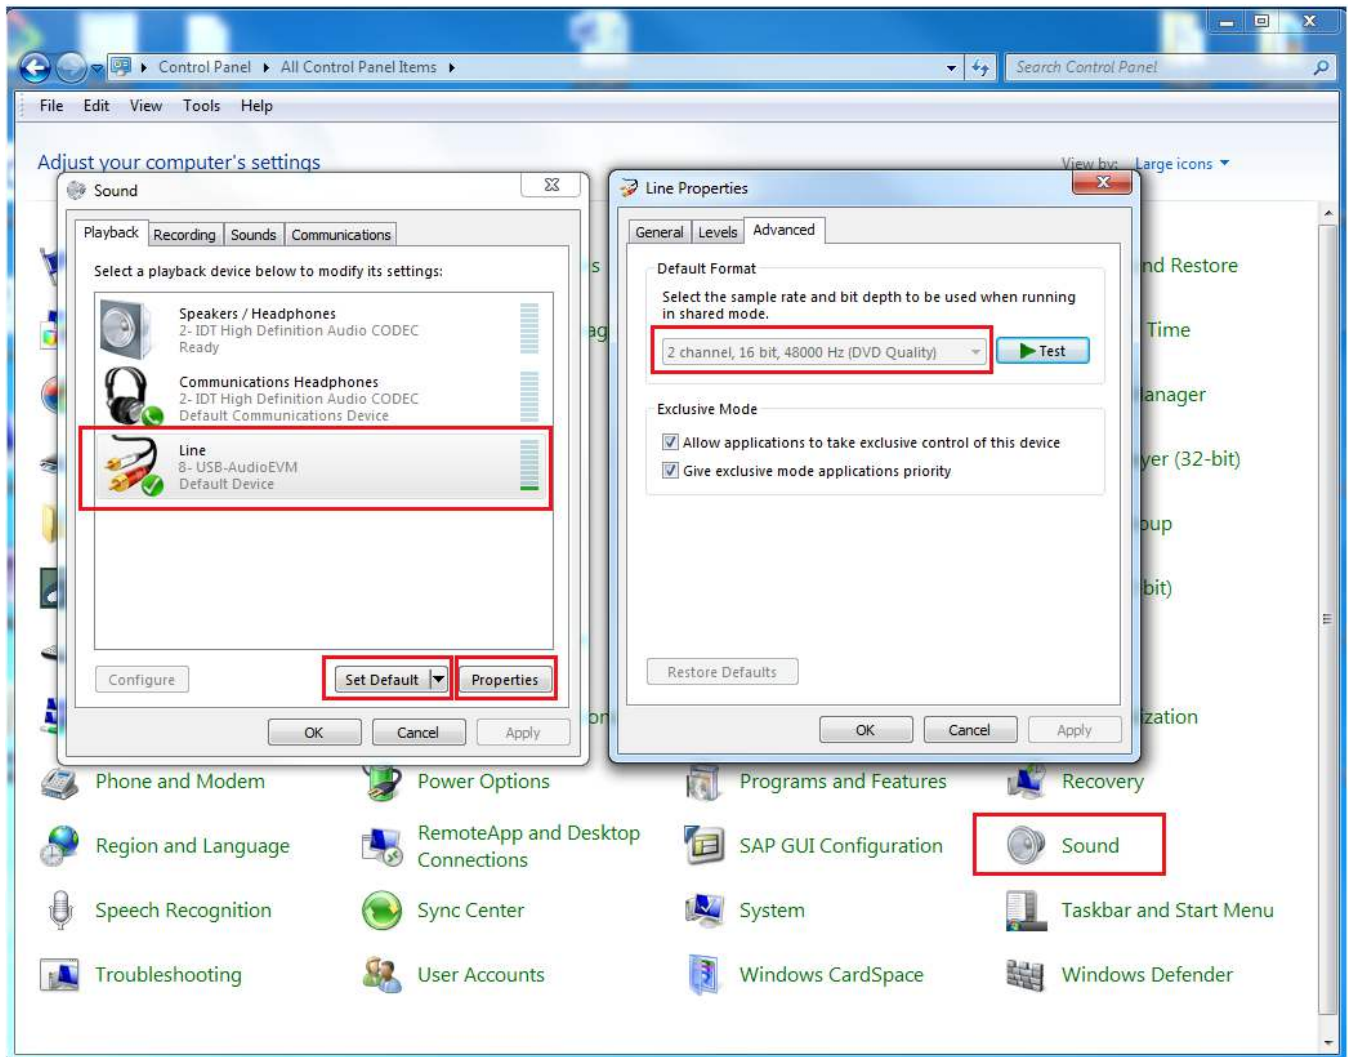 Control Panel
All Control Panel Items
Search Control Panel
File Edit View Tools Help
Adjust your computer's settings
View by: Large icons
Sound
Playback Recording Sounds Communications
Select a playback device below to modify its settings:
Speakers / Headphones
2- IDT High Definition Audio CODEC
Ready
Communications Headphones
2- IDT High Definition Audio CODEC
Default Communications Device
Line
8- USB-AudioEVM
Default Device
Configure Set Default Properties
OK Cancel Apply
Line Properties
General Levels Advanced
Default Format
Select the sample rate and bit depth to be used when running
in shared mode.
2 channel, 16 bit, 48000 Hz (DVD Quality) Test
Exclusive Mode
Allow applications to take exclusive control of this device
Give exclusive mode applications priority
Restore Defaults
OK Cancel Apply
nd Restore
Time
anager
yer (32-bit)
oup
bit)
zation
Phone and Modem Power Options Programs and Features Recovery
Region and Language RemoteApp and Desktop
Connections SAP GUI Configuration Sound
Speech Recognition Sync Center System Taskbar and Start Menu
Troubleshooting User Accounts Windows CardSpace Windows Defender